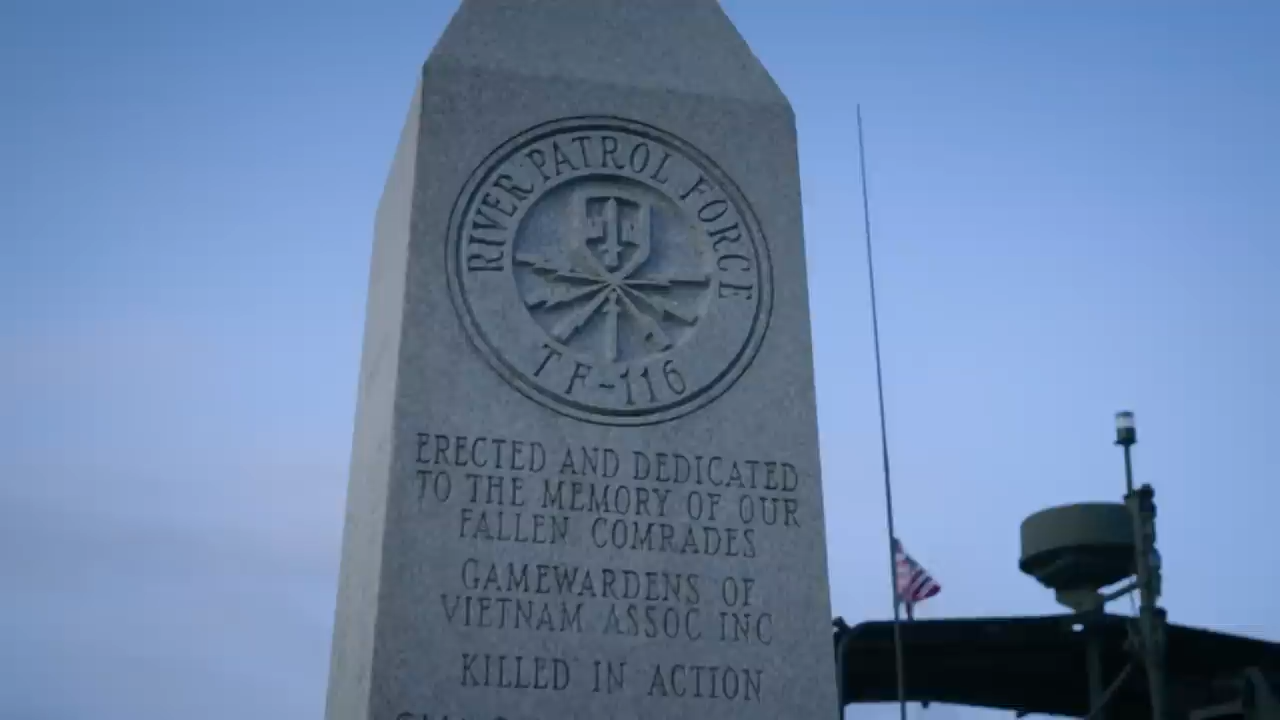 RIVER PATROL FORCE
TF-116
ERECTED AND DEDICATED
TO THE MEMORY OF OUR
FALLEN COMRADES
GAMEWARDENS OF
VIETNAM ASSOC INC
KILLED IN ACTION